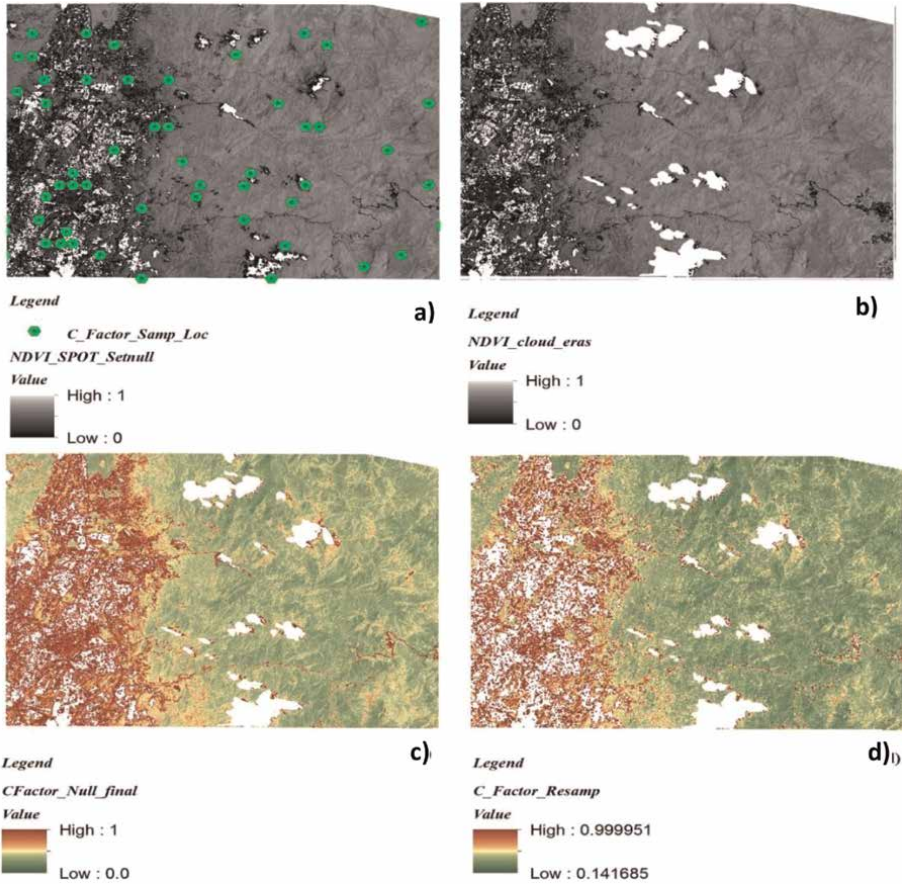 a)
Legend
C_Factor_Samp_Loc
NDVI_SPOT_Setnull
Value
High : 1
Low : 0
b)
Legend
NDVI_cloud_eras
Value
High : 1
Low : 0
c)
Legend
CFactor_Null_final
Value
High : 1
Low : 0.0
d)
Legend
C_Factor_Resamp
Value
High : 0.999951
Low : 0.141685